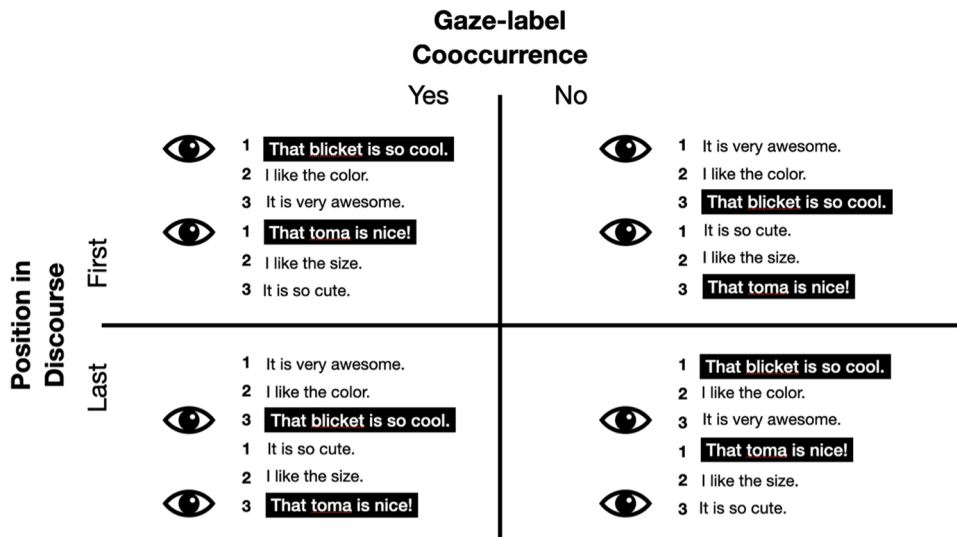 Gaze-label
Cooccurrence
Yes
No
Position in
Discourse
First
1 That blicket is so cool.
2 I like the color.
3 It is very awesome.
1 That toma is nice!
2 I like the size.
3 It is so cute.
1 It is very awesome.
2 I like the color.
3 That blicket is so cool.
1 It is so cute.
2 I like the size.
3 That toma is nice!
Last
1 It is very awesome.
2 I like the color.
3 That blicket is so cool.
1 It is so cute.
2 I like the size.
3 That toma is nice!
1 That blicket is so cool.
2 I like the color.
3 It is very awesome.
1 That toma is nice!
2 I like the size.
3 It is so cute.